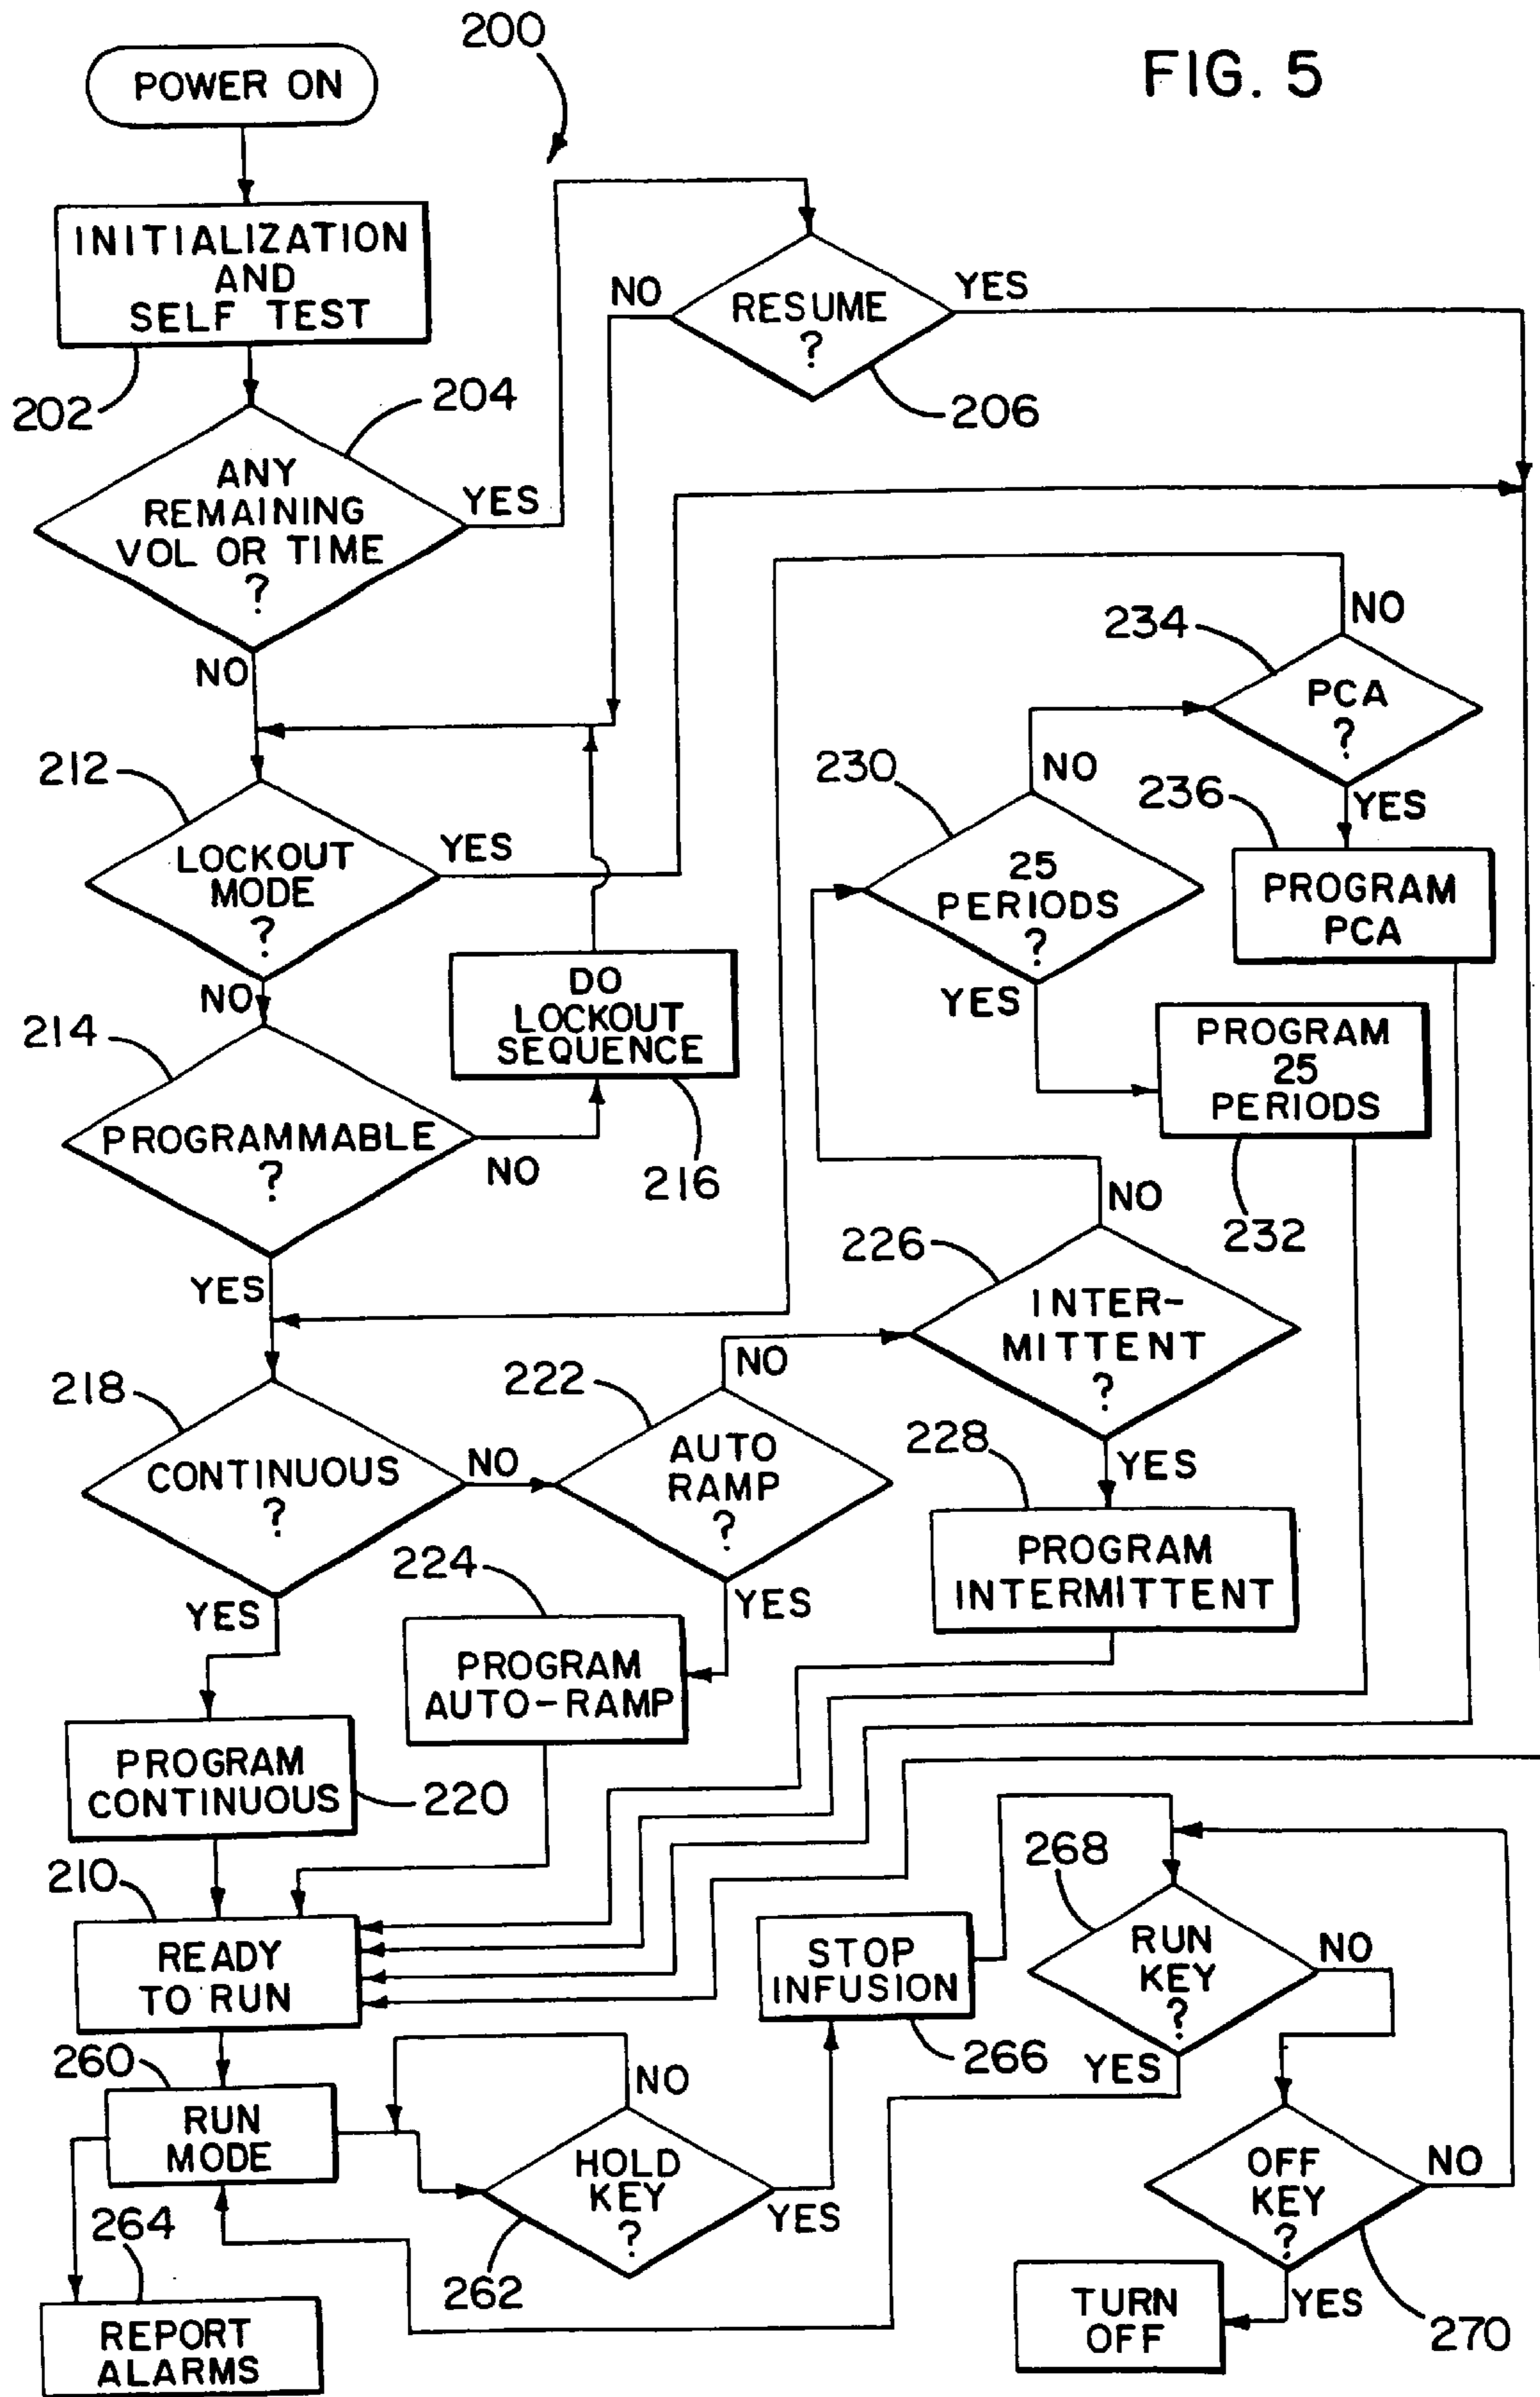 200
FIG. 5
POWER ON
INITIALIZATION
AND
SELF TEST
202
204
ANY
REMAINING
VOL OR TIME
?
YES
NO
NO
RESUME
?
YES
206
212
LOCKOUT
MODE
?
YES
NO
214
PROGRAMMABLE
?
NO
YES
DO
LOCKOUT
SEQUENCE
216
234
NO
PCA
?
YES
236
PROGRAM
PCA
230
NO
25
PERIODS
?
YES
PROGRAM
25
PERIODS
232
226
NO
INTER-
MITTENT
?
YES
228
PROGRAM
INTERMITTENT
218
CONTINUOUS
?
NO
YES
222
NO
AUTO
RAMP
?
YES
224
PROGRAM
AUTO-RAMP
PROGRAM
CONTINUOUS
220
210
READY
TO RUN
260
RUN
MODE
264
REPORT
ALARMS
NO
HOLD
KEY
?
YES
262
STOP
INFUSION
266
268
RUN
KEY
?
NO
YES
OFF
KEY
?
NO
YES
270
TURN
OFF